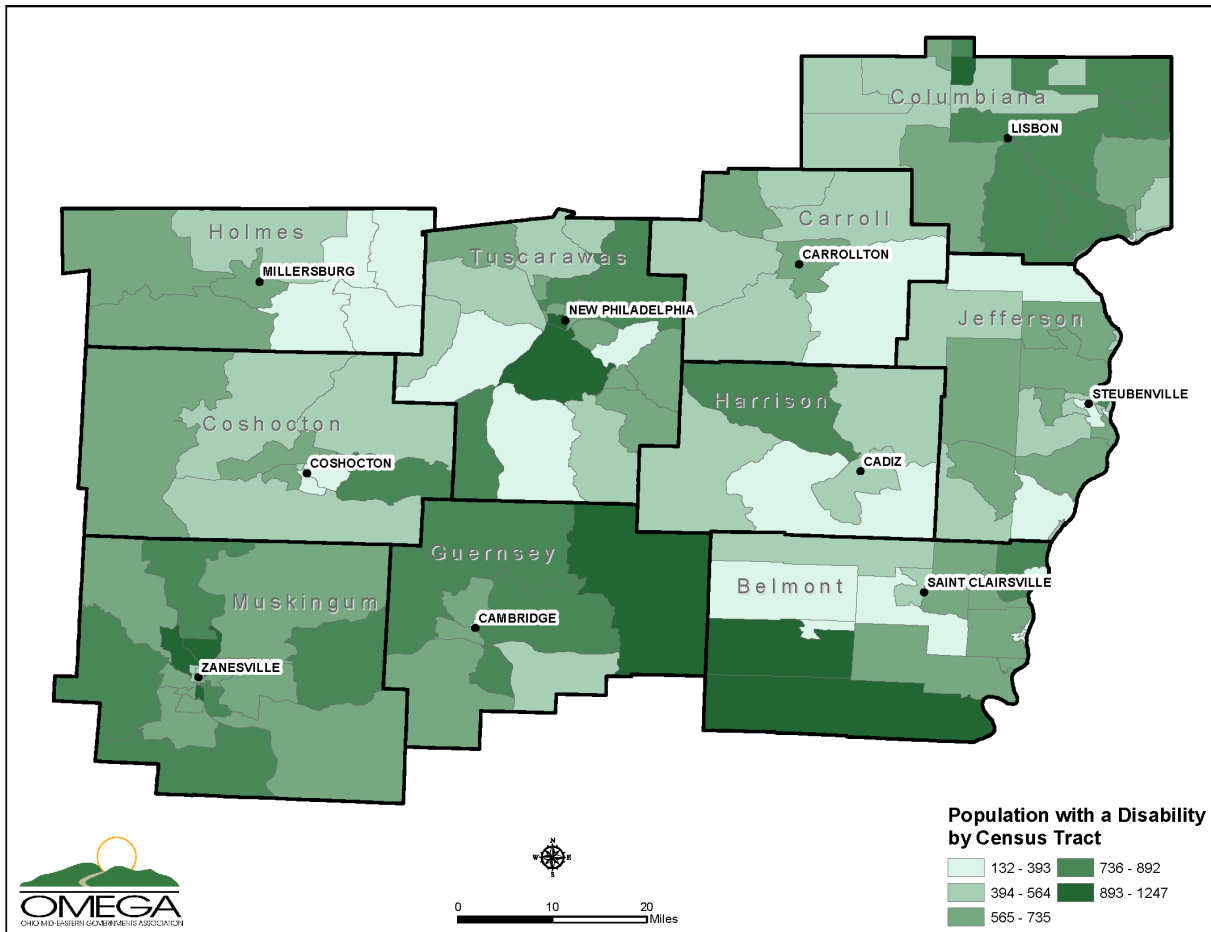 Columbiana
LISBON
Holmes
MILLERSBURG
Carroll
CARROLLTON
Tuscarawas
NEW PHILADELPHIA
Jefferson
STEUBENVILLE
Harrison
CADIZ
Coshocton
COSHOCTON
Guernsey
CAMBRIDGE
Belmont
SAINT CLAIRSVILLE
Muskingum
ZANESVILLE
Population with a Disability
by Census Tract
132 - 393
736 - 892
394 - 564
893 - 1247
565 - 735
N
W E
S
0 10 20
Miles
OMEGA
OHIO MID-EASTERN GOVERNMENTS ASSOCIATION